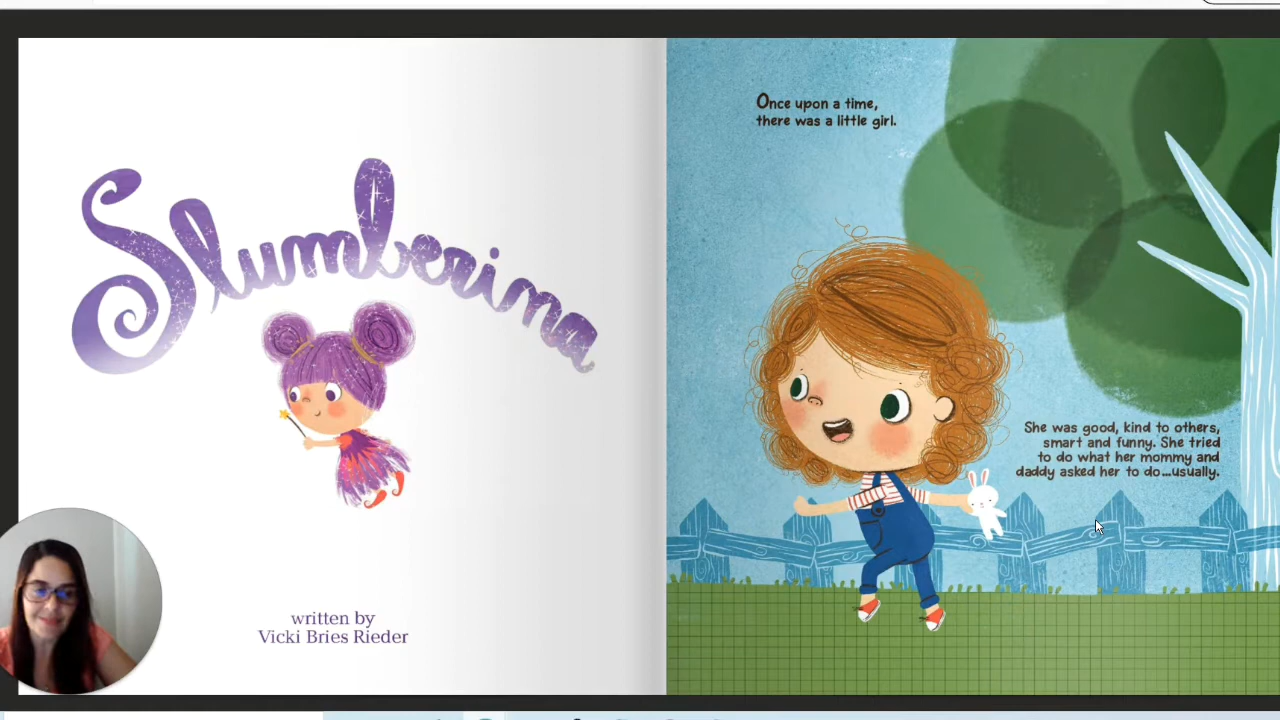 Slumberina
written by
Vicki Bries Rieder
Once upon a time,
there was a little girl.
She was good, kind to others,
smart and funny. She tried
to do what her mommy and
daddy asked her to do...usually.